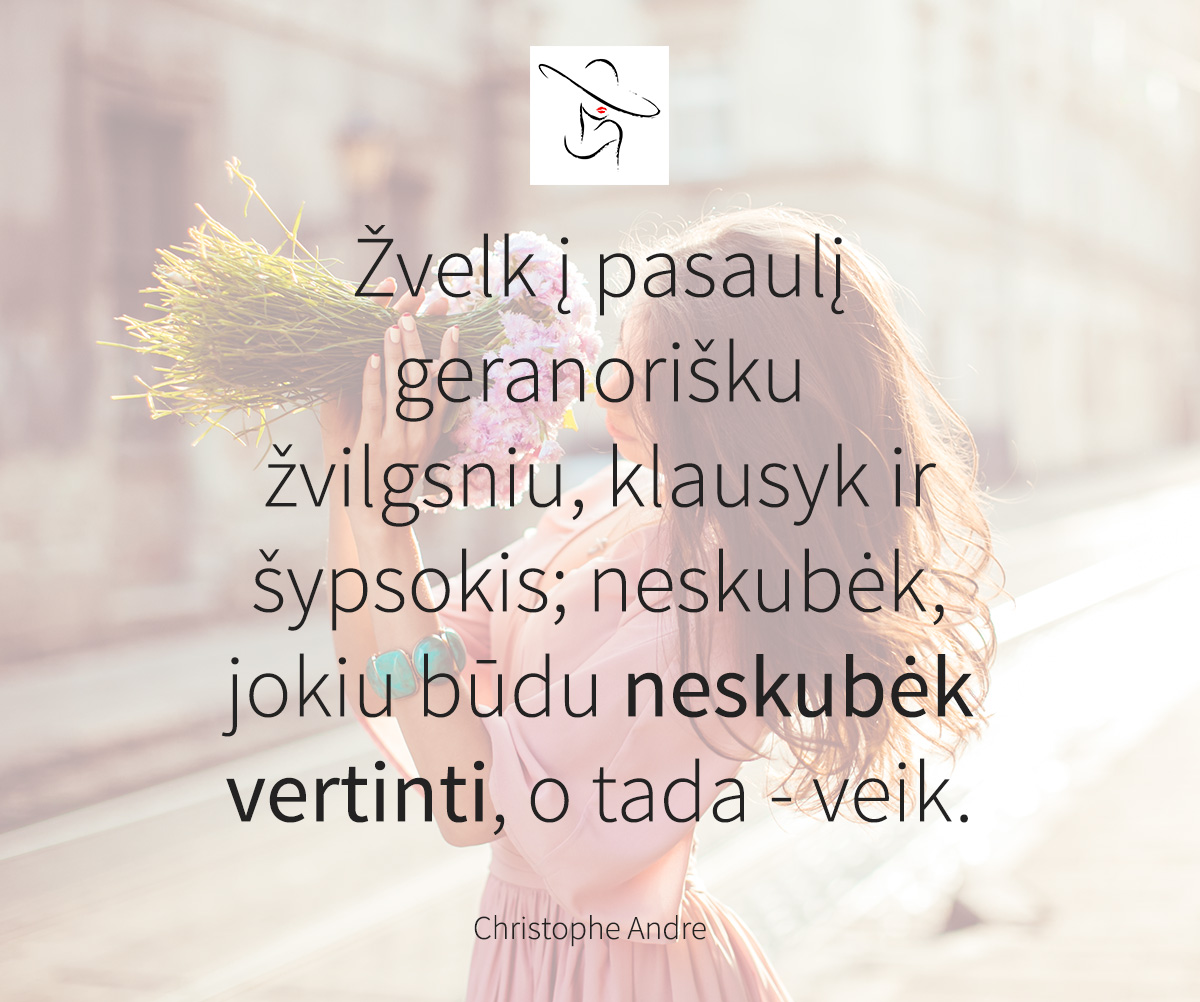 Žvelk į pasaulį
geranorišku
žvilgsniu, klausyk ir
šypsokis; neskubėk,
jokiu būdu neskubėk
vertinti, o tada - veik.
Christophe Andre